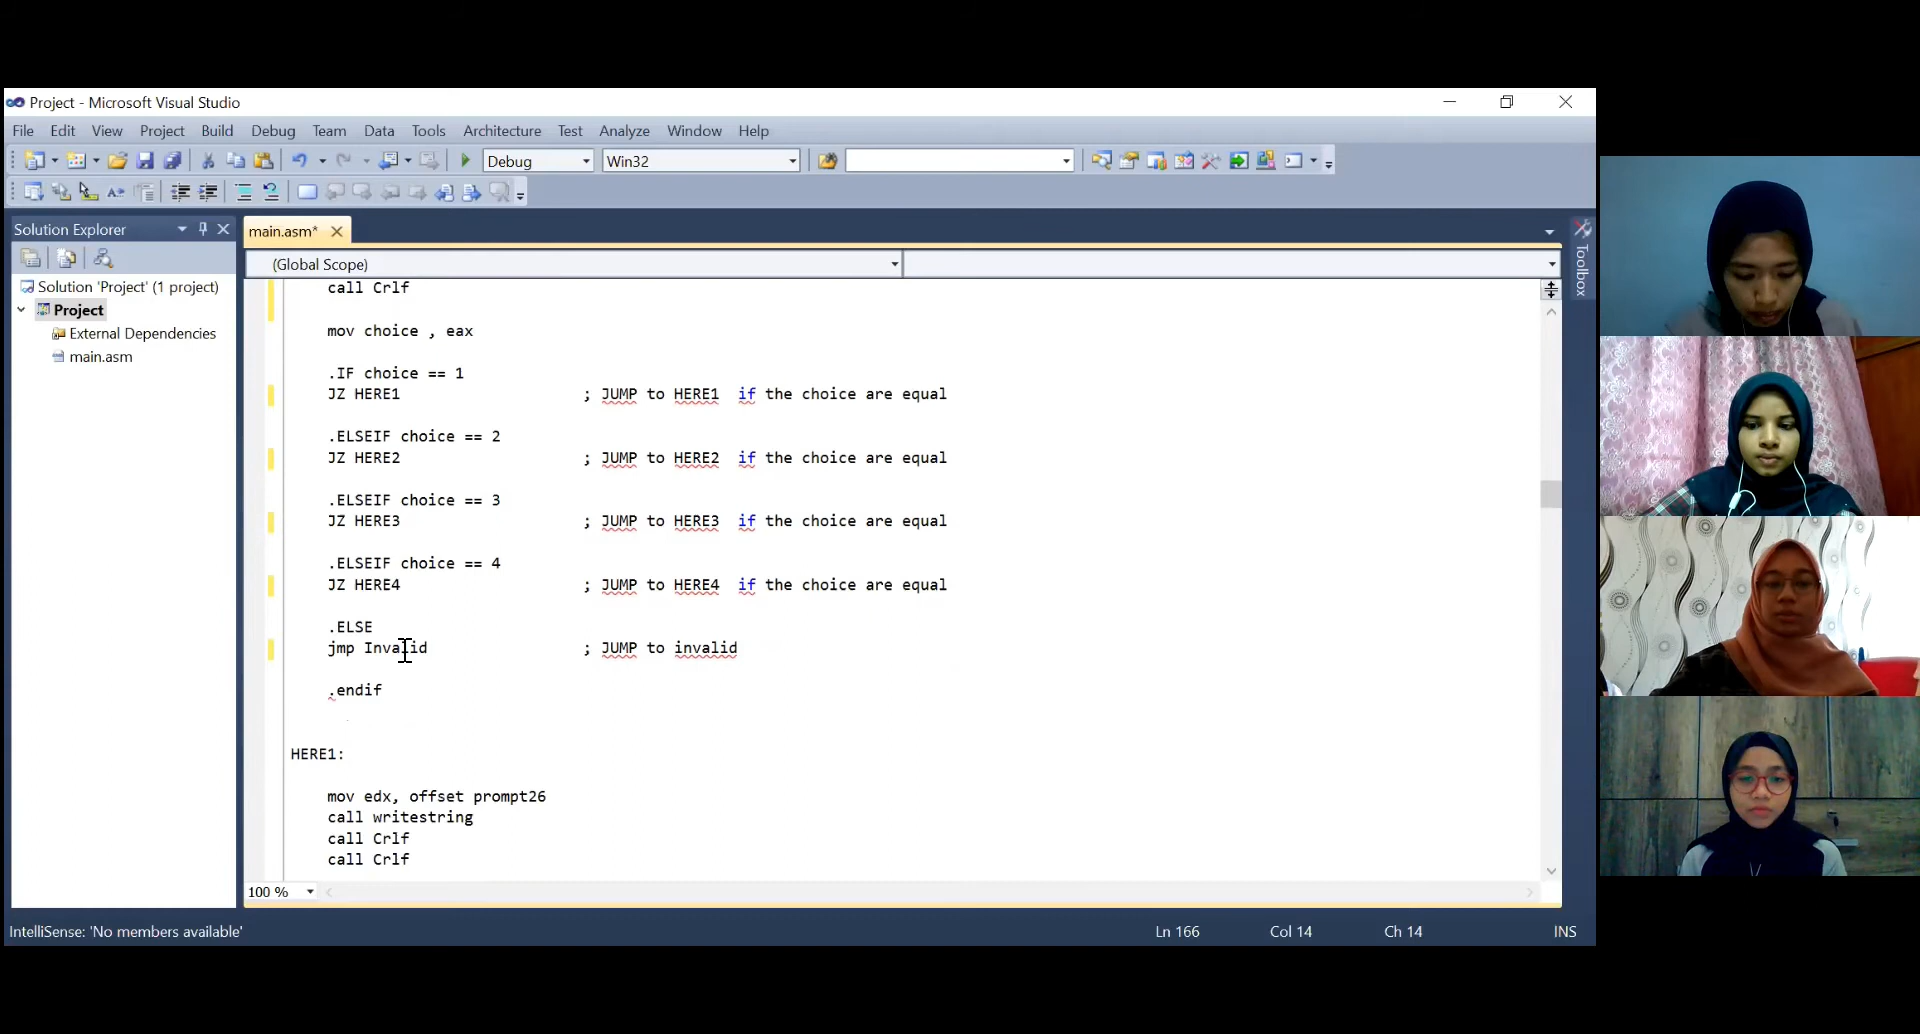 Project - Microsoft Visual Studio
File Edit View Project Build Debug Team Data Tools Architecture Test Analyze Window Help
Debug Win32
Solution Explorer
main.asm*
Toolbox
(Global Scope)
Solution 'Project' (1 project)
Project
External Dependencies
main.asm
call Crlf
mov choice , eax
.IF choice == 1
JZ HERE1 ; JUMP to HERE1 if the choice are equal
.ELSEIF choice == 2
JZ HERE2 ; JUMP to HERE2 if the choice are equal
.ELSEIF choice == 3
JZ HERE3 ; JUMP to HERE3 if the choice are equal
.ELSEIF choice == 4
JZ HERE4 ; JUMP to HERE4 if the choice are equal
.ELSE
jmp Invalid ; JUMP to invalid
.endif
HERE1:
mov edx, offset prompt26
call writestring
call Crlf
call Crlf
100 %
IntelliSense: 'No members available' Ln 166 Col 14 Ch 14 INS